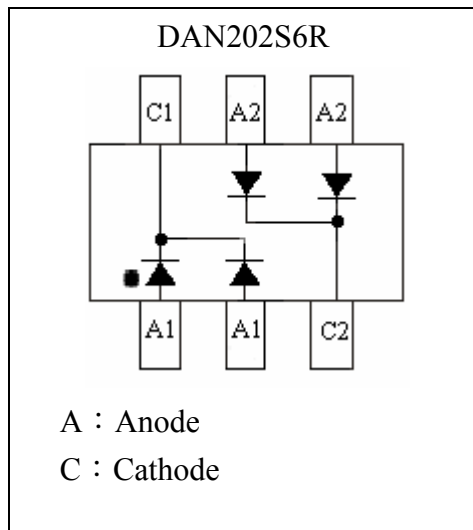 DAN202S6R
C1 A2 A2
A1 A1 C2
A：Anode
C：Cathode